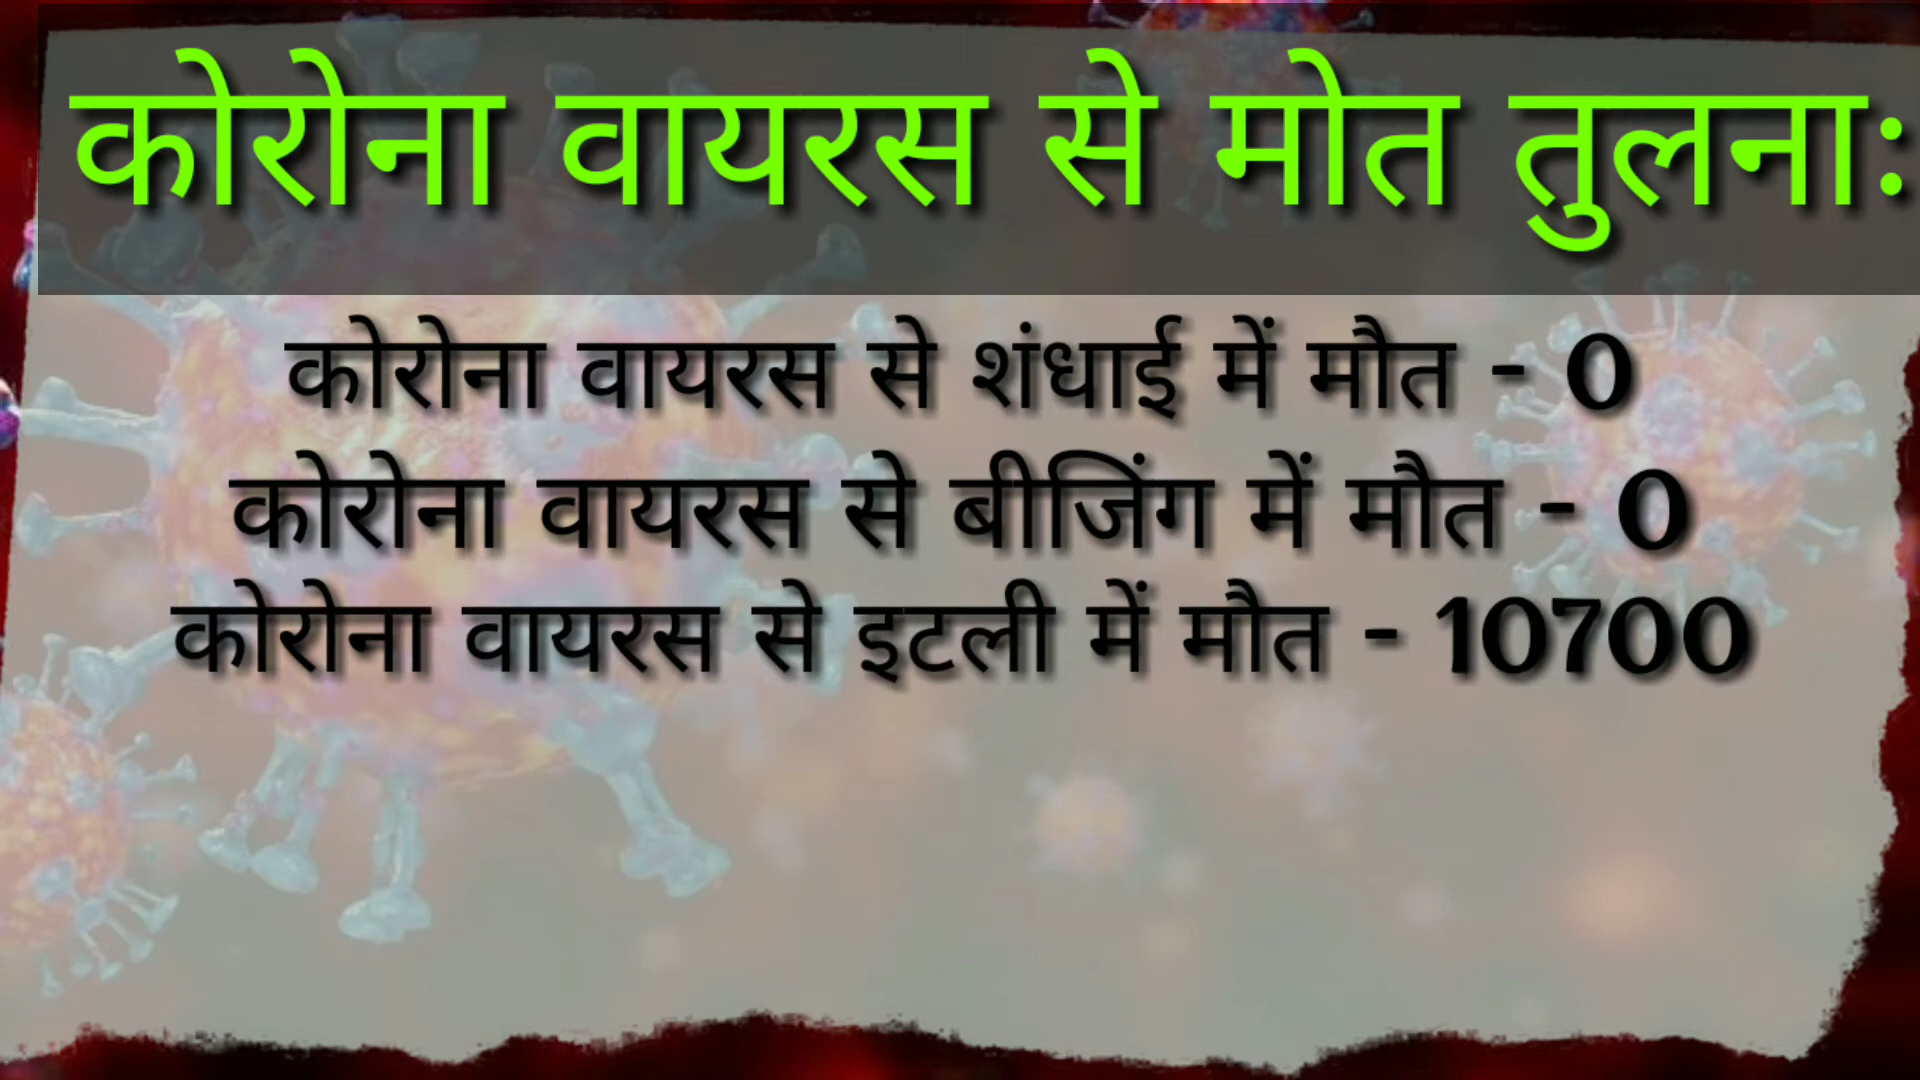 कोरोना वायरस से मोत तुलनाः
कोरोना वायरस से शंधाई में मौत - 0
कोरोना वायरस से बीजिंग में मौत - 0
कोरोना वायरस से इटली में मौत - 10700